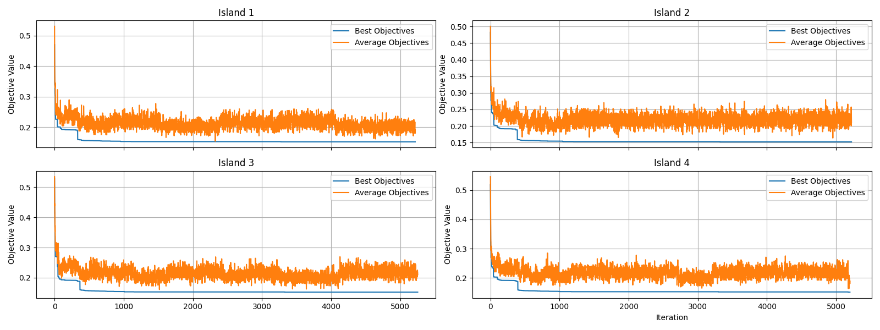 Island 1
Objective Value
0.5
0.4
0.3
0.2
Best Objectives
Average Objectives
Island 2
Objective Value
0.50
0.45
0.40
0.35
0.30
0.25
0.20
0.15
Best Objectives
Average Objectives
Island 3
Objective Value
0.5
0.4
0.3
0.2
Best Objectives
Average Objectives
0 1000 2000 3000 4000 5000
Island 4
Objective Value
0.5
0.4
0.3
0.2
Best Objectives
Average Objectives
0 1000 2000 3000 4000 5000
Iteration